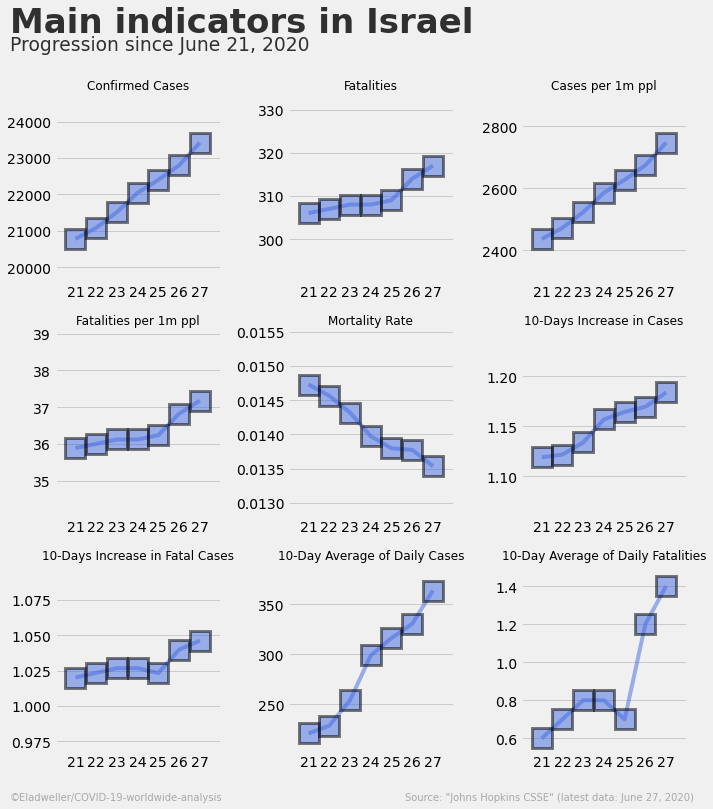 Main indicators in Israel
Progression since June 21, 2020
Confirmed Cases
24000
23000
22000
21000
20000
21 22 23 24 25 26 27
Fatalities
330
320
310
300
21 22 23 24 25 26 27
Cases per 1m ppl
2800
2600
2400
21 22 23 24 25 26 27
Fatalities per 1m ppl
39
38
37
36
35
21 22 23 24 25 26 27
Mortality Rate
0.0155
0.0150
0.0145
0.0140
0.0135
0.0130
21 22 23 24 25 26 27
10-Days Increase in Cases
1.20
1.15
1.10
21 22 23 24 25 26 27
10-Days Increase in Fatal Cases
1.075
1.050
1.025
1.000
0.975
21 22 23 24 25 26 27
10-Day Average of Daily Cases
350
300
250
21 22 23 24 25 26 27
10-Day Average of Daily Fatalities
1.4
1.2
1.0
0.8
0.6
21 22 23 24 25 26 27
©Eladweller/COVID-19-worldwide-analysis
Source: "Johns Hopkins CSSE" (latest data: June 27, 2020)